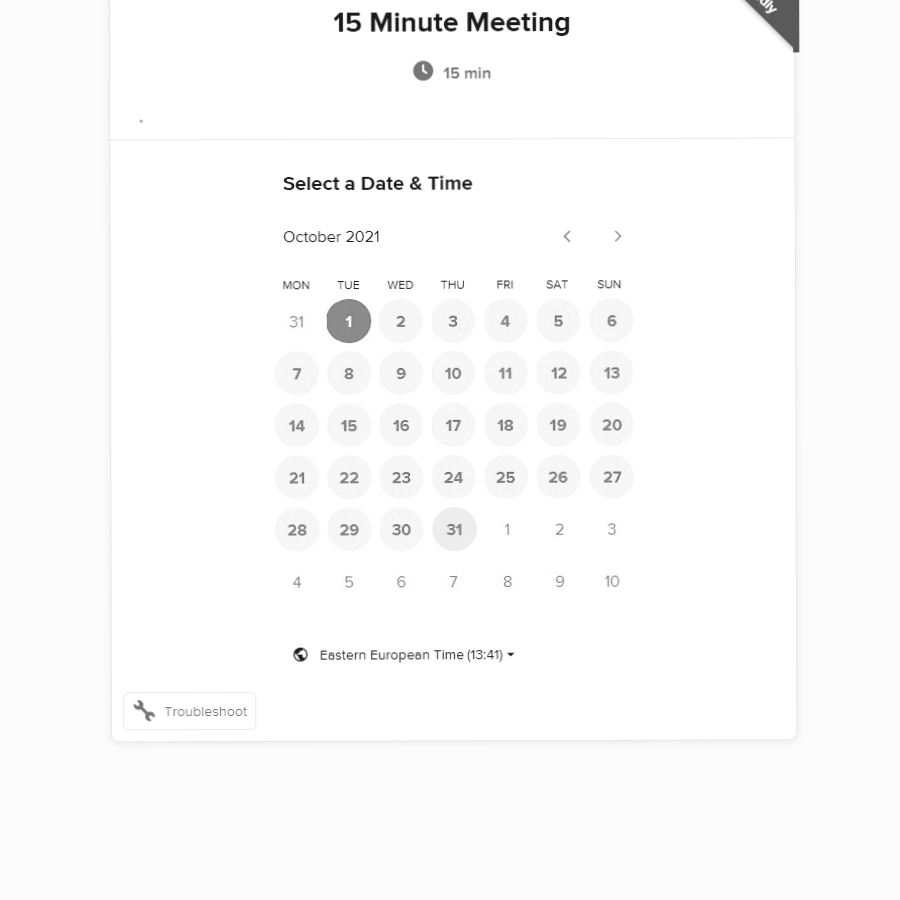 15 Minute Meeting
15 min
.
Select a Date & Time
October 2021
MON TUE WED THU FRI SAT SUN
31 1 2 3 4 5 6
7 8 9 10 11 12 13
14 15 16 17 18 19 20
21 22 23 24 25 26 27
28 29 30 31 1 2 3
4 5 6 7 8 9 10
Eastern European Time (13:41)
Troubleshoot